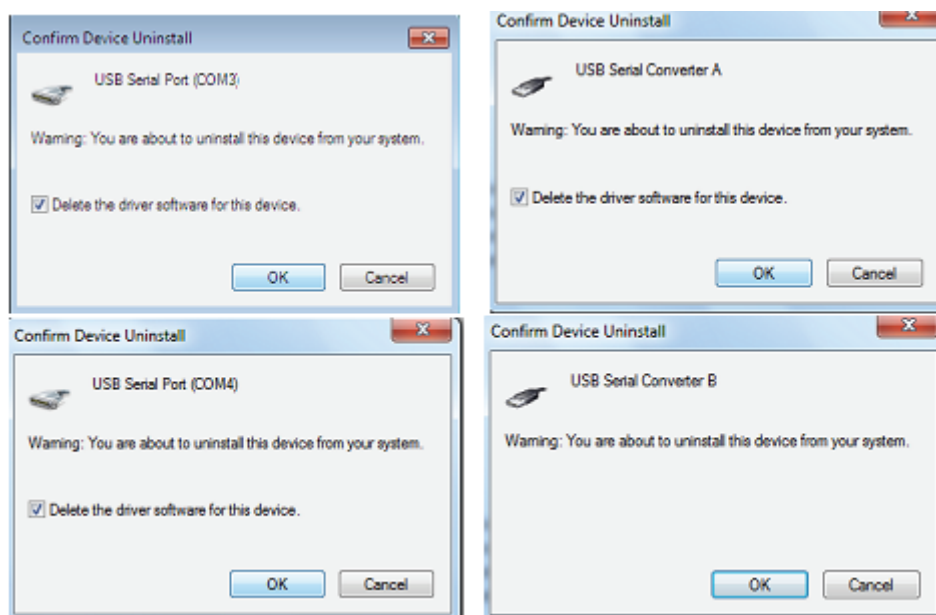 Confirm Device Uninstall
USB Serial Port (COM3)
Warning: You are about to uninstall this device from your system.
Delete the driver software for this device.
OK Cancel
Confirm Device Uninstall
USB Serial Converter A
Warning: You are about to uninstall this device from your system.
Delete the driver software for this device.
OK Cancel
Confirm Device Uninstall
USB Serial Port (COM4)
Warning: You are about to uninstall this device from your system.
Delete the driver software for this device.
OK Cancel
Confirm Device Uninstall
USB Serial Converter B
Warning: You are about to uninstall this device from your system.
OK Cancel